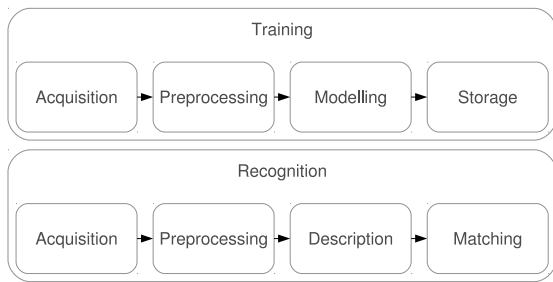 Training
Acquisition Preprocessing Modelling Storage
Recognition
Acquisition Preprocessing Description Matching